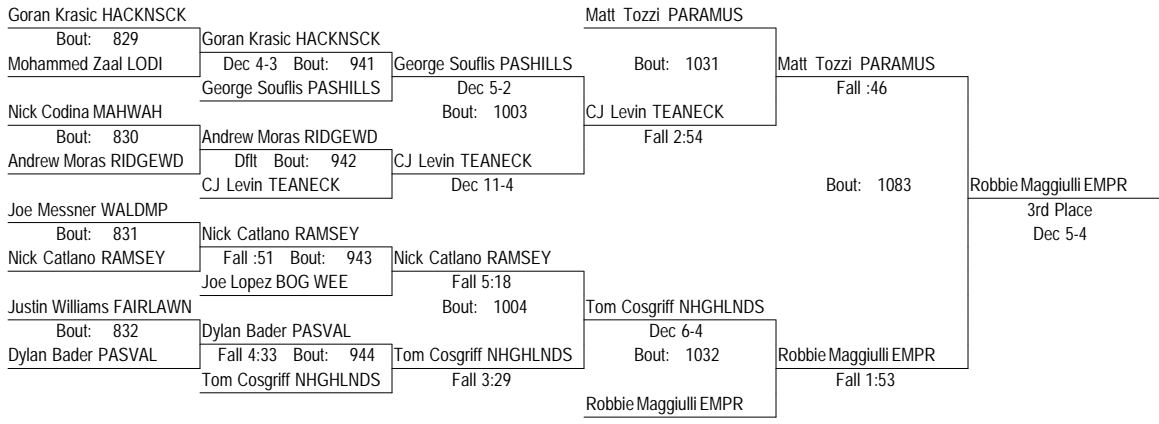 Goran Krasic HACKNSCK
Bout: 829
Mohammed Zaal LODI
Nick Codina MAHWAH
Bout: 830
Andrew Moras RIDGEWD
Joe Messner WALDMP
Bout: 831
Nick Catlano RAMSEY
Justin Williams FAIRLAWN
Bout: 832
Dylan Bader PASVAL
Goran Krasic HACKNSCK
Dec 4-3 Bout: 941
George Souflis PASHILLS
Andrew Moras RIDGEWD
Dflt Bout: 942
CJ Levin TEANECK
Nick Catlano RAMSEY
Fall :51 Bout: 943
Joe Lopez BOG WEE
Dylan Bader PASVAL
Fall 4:33 Bout: 944
Tom Cosgriff NHGHLNDS
George Souflis PASHILLS
Dec 5-2
Bout: 1003
CJ Levin TEANECK
Dec 11-4
Nick Catlano RAMSEY
Fall 5:18
Bout: 1004
Tom Cosgriff NHGHLNDS
Fall 3:29
Matt Tozzi PARAMUS
Bout: 1031
CJ Levin TEANECK
Fall 2:54
Tom Cosgriff NHGHLNDS
Dec 6-4
Bout: 1032
Robbie Maggiulli EMPR
Matt Tozzi PARAMUS
Fall :46
Bout: 1083
Robbie Maggiulli EMPR
Fall 1:53
Robbie Maggiulli EMPR
3rd Place
Dec 5-4